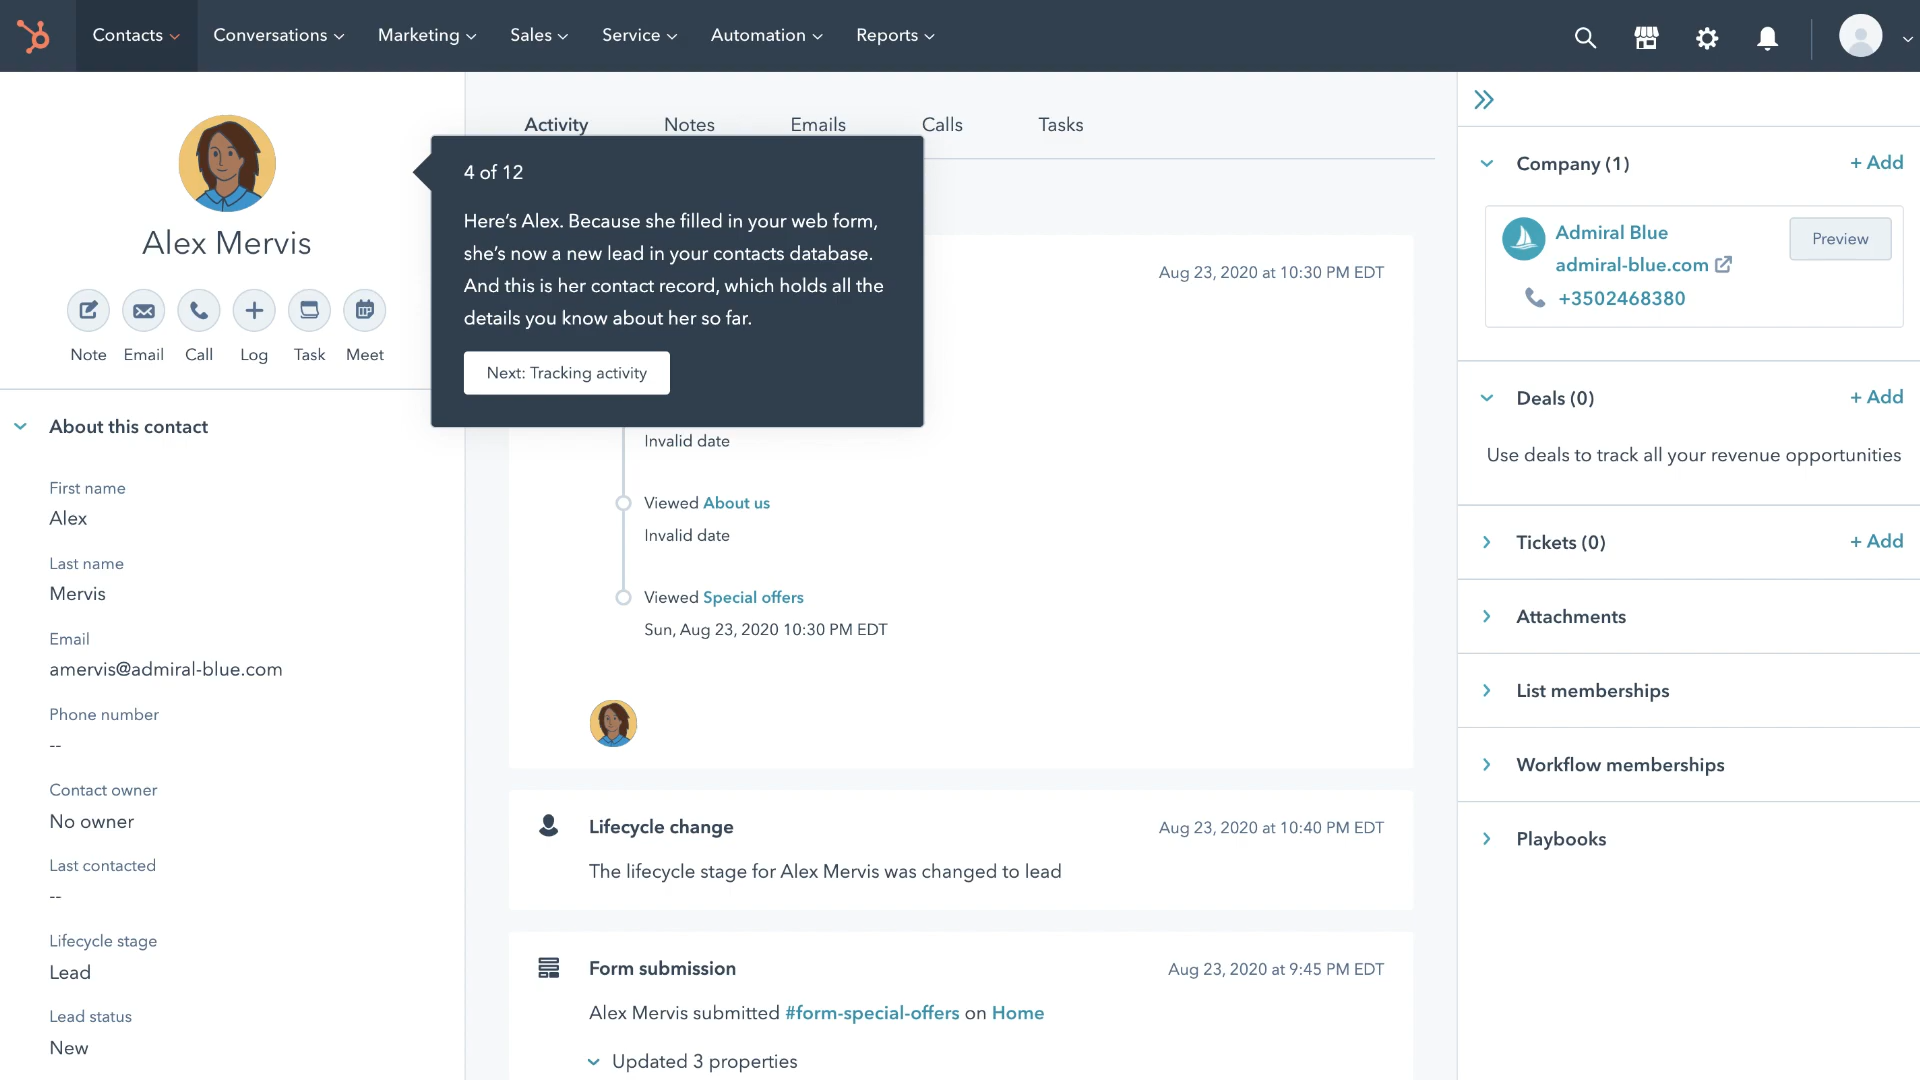 Contacts
Conversations
Marketing
Sales
Service
Automation
Reports
Alex Mervis
Note
Email
Call
Log
Task
Meet
About this contact
First name
Alex
Last name
Mervis
Email
amervis@admiral-blue.com
Phone number
--
Contact owner
No owner
Last contacted
--
Lifecycle stage
Lead
Lead status
New
Activity
Notes
Emails
Calls
Tasks
4 of 12
Here’s Alex. Because she filled in your web form,
she’s now a new lead in your contacts database.
And this is her contact record, which holds all the
details you know about her so far.
Next: Tracking activity
Aug 23, 2020 at 10:30 PM EDT
Invalid date
Viewed About us
Invalid date
Viewed Special offers
Sun, Aug 23, 2020 10:30 PM EDT
Lifecycle change
Aug 23, 2020 at 10:40 PM EDT
The lifecycle stage for Alex Mervis was changed to lead
Form submission
Aug 23, 2020 at 9:45 PM EDT
Alex Mervis submitted #form-special-offers on Home
Updated 3 properties
Company (1)
+ Add
Admiral Blue
admiral-blue.com
+3502468380
Preview
Deals (0)
+ Add
Use deals to track all your revenue opportunities
Tickets (0)
+ Add
Attachments
List memberships
Workflow memberships
Playbooks